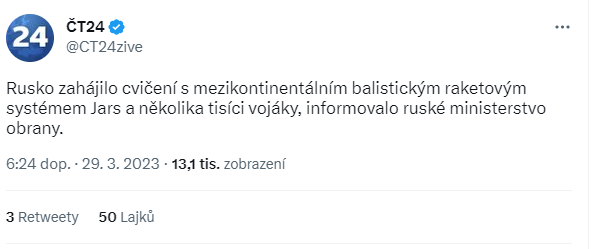 24
ČT24
@CT24zive
Rusko zahájilo cvičení s mezikontinentálním balistickým raketovým
systémem Jars a několika tisíci vojáky, informovalo ruské ministerstvo
obrany.
6:24 dop. · 29. 3. 2023 · 13,1 tis. zobrazení
3 Retweety 50 Lajků